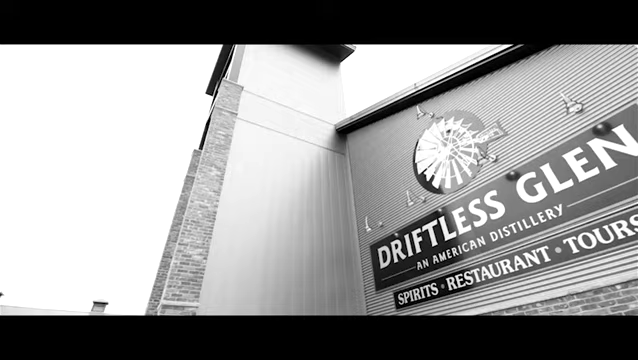 DRIFTLESS GLEN
AN AMERICAN DISTILLERY
SPIRITS • RESTAURANT • TOURS